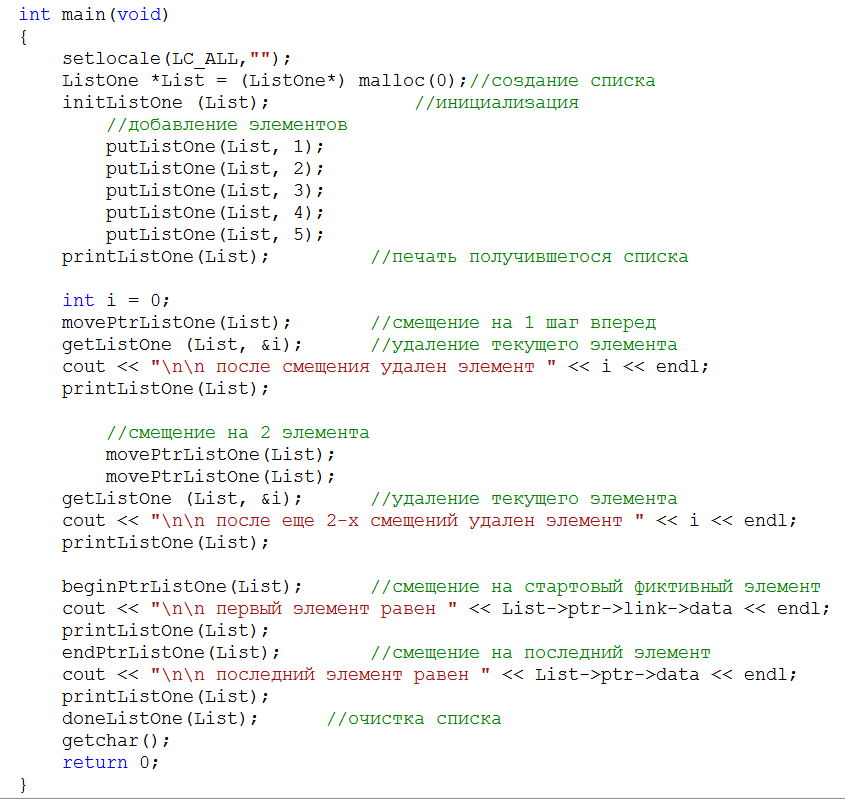 int main(void)
{
setlocale(LC_ALL,"");
ListOne *List = (ListOne*) malloc(0);//создание списка
initListOne (List); //инициализация
//добавление элементов
putListOne(List, 1);
putListOne(List, 2);
putListOne(List, 3);
putListOne(List, 4);
putListOne(List, 5);
printListOne(List); //печать получившегося списка
int i = 0;
movePtrListOne(List); //смещение на 1 шаг вперед
getListOne (List, &i); //удаление текущего элемента
cout << "\n\n после смещения удален элемент " << i << endl;
printListOne(List);
//смещение на 2 элемента
movePtrListOne(List);
movePtrListOne(List);
getListOne (List, &i); //удаление текущего элемента
cout << "\n\n после еще 2-х смещений удален элемент " << i << endl;
printListOne(List);
beginPtrListOne(List); //смещение на стартовый фиктивный элемент
cout << "\n\n первый элемент равен " << List->ptr->link->data << endl;
printListOne(List);
endPtrListOne(List); //смещение на последний элемент
cout << "\n\n последний элемент равен " << List->ptr->data << endl;
printListOne(List);
doneListOne(List); //очистка списка
getchar();
return 0;
}